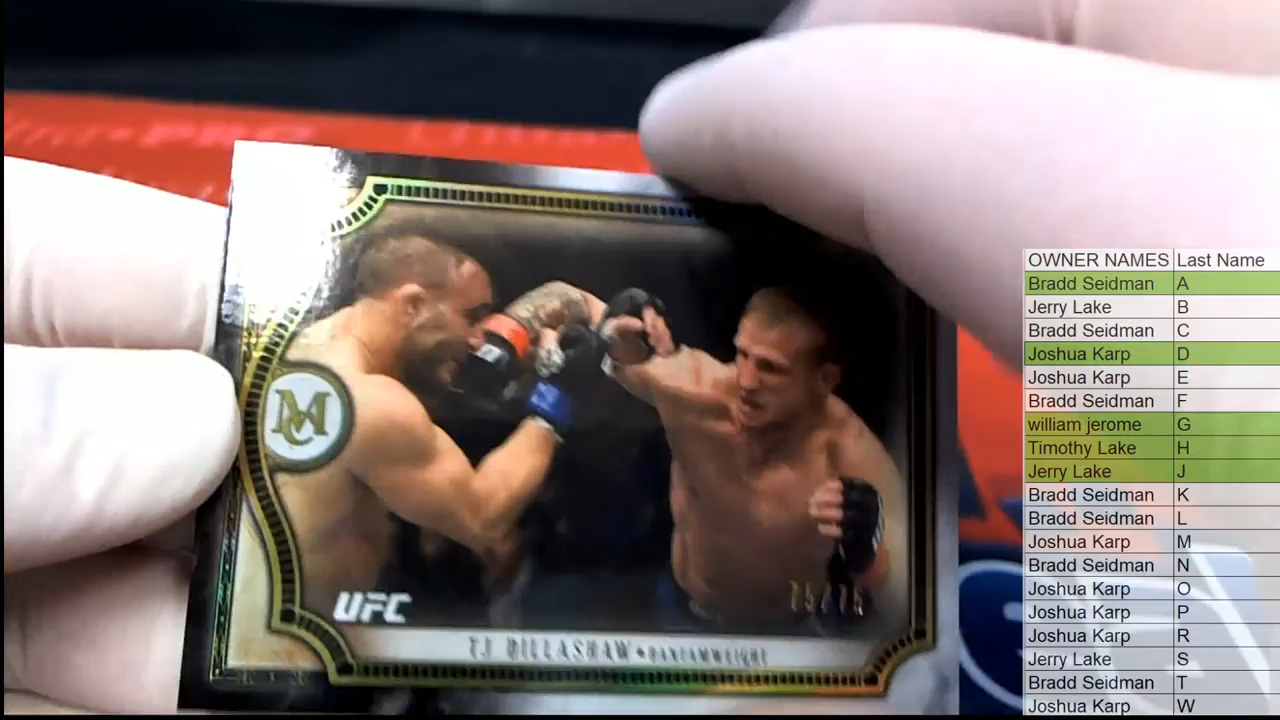 MC
UFC
75/75
TJ DILLASHAW • BANTAMWEIGHT
OWNER NAMES Last Name
Bradd Seidman A
Jerry Lake B
Bradd Seidman C
Joshua Karp D
Joshua Karp E
Bradd Seidman F
william jerome G
Timothy Lake H
Jerry Lake J
Bradd Seidman K
Bradd Seidman L
Joshua Karp M
Bradd Seidman N
Joshua Karp O
Joshua Karp P
Joshua Karp R
Jerry Lake S
Bradd Seidman T
Joshua Karp W